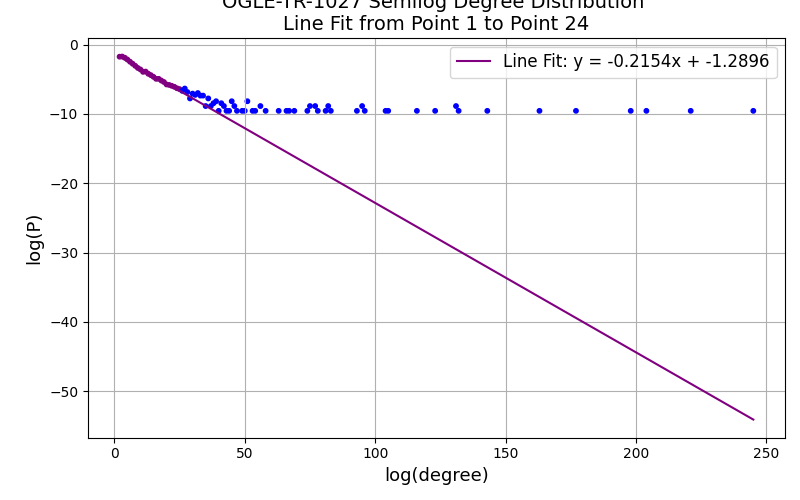 OGLE-TR-1027 Semilog Degree Distribution
Line Fit from Point 1 to Point 24
Line Fit: y = -0.2154x + -1.2896
0
−10
−20
−30
−40
−50
log(P)
0 50 100 150 200 250
log(degree)